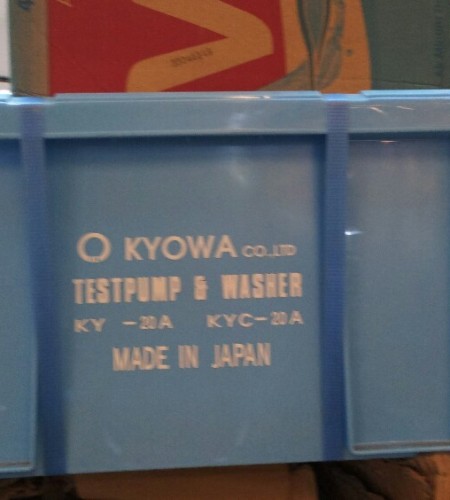 KYOWA CO.,LTD
TESTPUMP & WASHER
KY -20A KYC-20A
MADE IN JAPAN